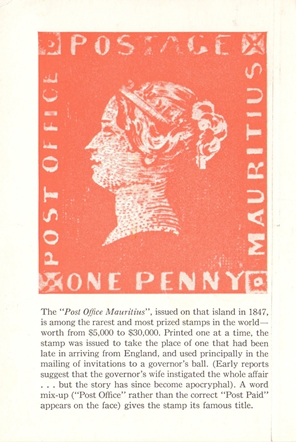 POSTAGE
POST OFFICE
MAURITIUS
ONE PENNY
The "Post Office Mauritius", issued on that island in 1847,
is among the rarest and most prized stamps in the world—
worth from $5,000 to $30,000. Printed one at a time, the
stamp was issued to take the place of one that had been
late in arriving from England, and used principally in the
mailing of invitations to a governor's ball. (Early reports
suggest that the governor's wife instigated the whole affair
. . . but the story has since become apocryphal). A word
mix-up ("Post Office" rather than the correct "Post Paid"
appears on the face) gives the stamp its famous title.